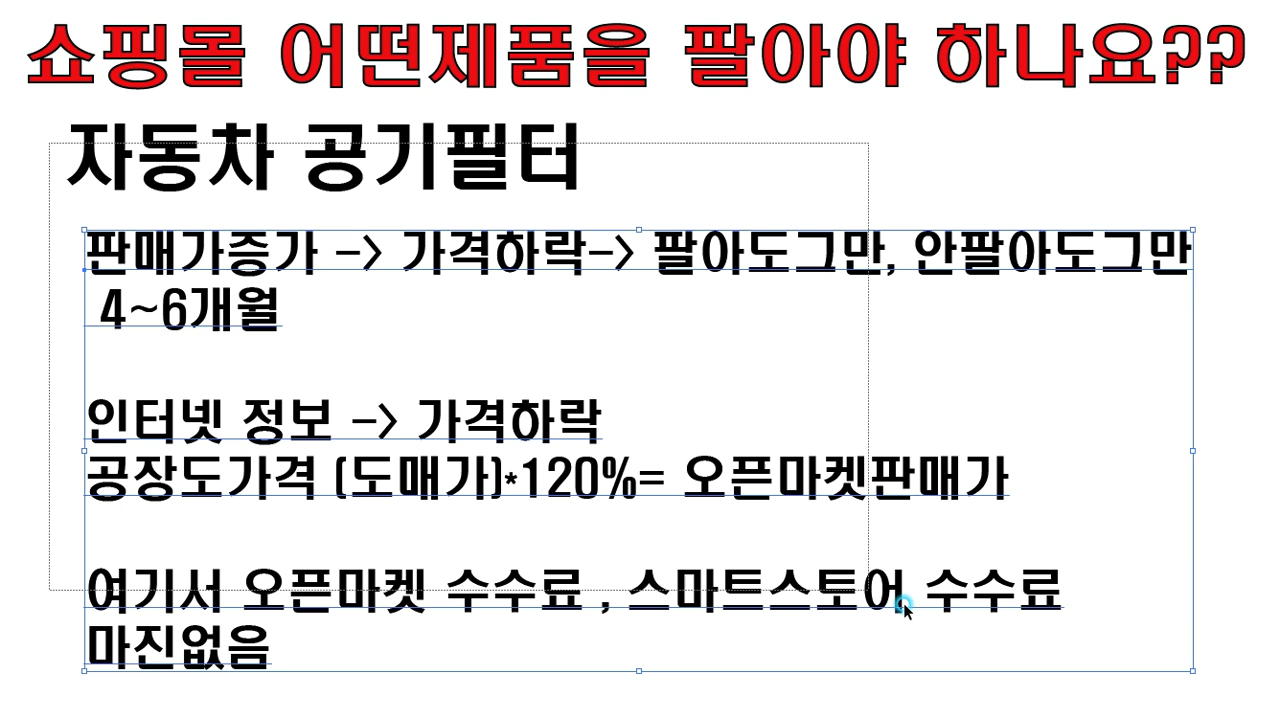 쇼핑몰 어떤제품을 팔아야 하나요??
자동차 공기필터
판매가증가 -> 가격하락-> 팔아도그만, 안팔아도그만
4~6개월
인터넷 정보 -> 가격하락
공장도가격 (도매가)*120%= 오픈마켓판매가
여기서 오픈마켓 수수료 , 스마트스토어 수수료
마진없음